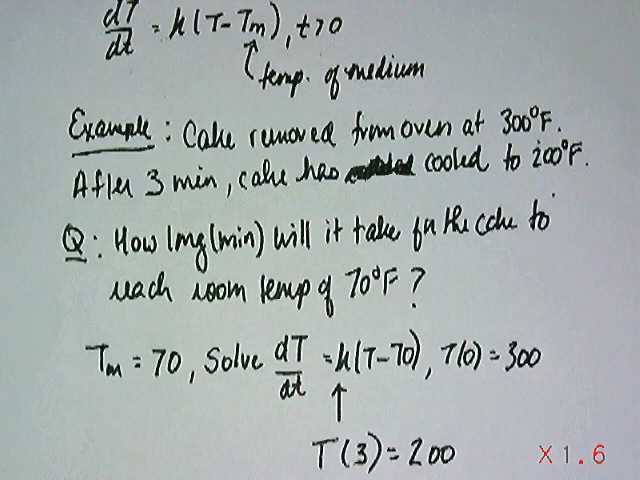 dT/dt = k(T-Tm), t>0
↑ temp. of medium
Example: Cake removed from oven at 300°F.
After 3 min, cake has cooled to 200°F.
Q: How long (min) will it take for the cake to
reach room temp of 70°F?
Tm = 70, Solve dT/dt = k(T-70), T(0) = 300
↑
T(3) = 200
X1.6